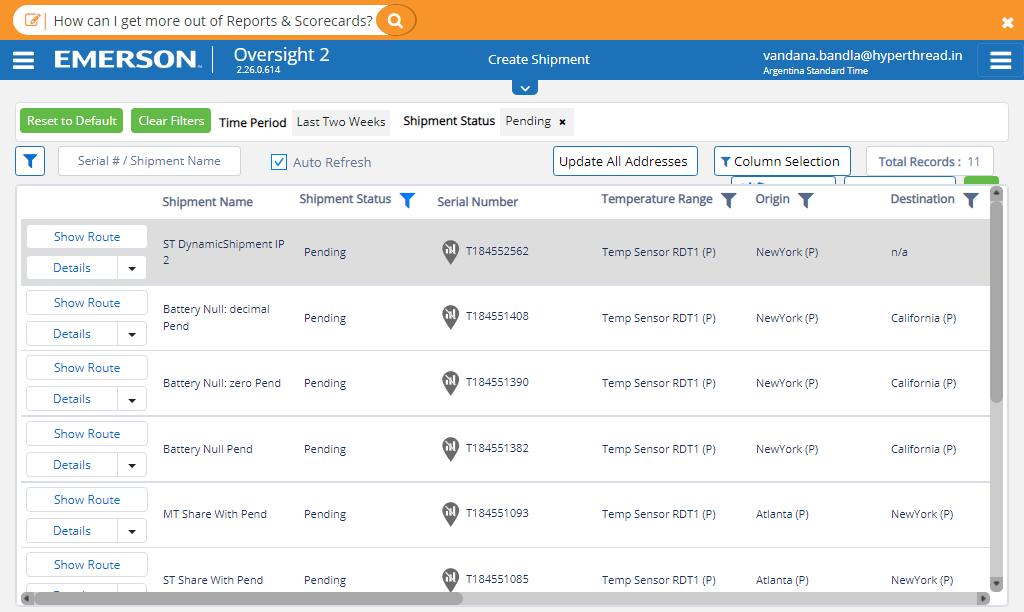 How can I get more out of Reports & Scorecards?
EMERSON
Oversight 2
2.26.0.614
Create Shipment
vandana.bandla@hyperthread.in
Argentina Standard Time
Reset to Default Clear Filters Time Period Last Two Weeks Shipment Status Pending ×
Serial # / Shipment Name Auto Refresh Update All Addresses Column Selection Total Records : 11
Shipment Name Shipment Status Serial Number Temperature Range Origin Destination
Show Route
Details
ST DynamicShipment IP
2
Pending T184552562 Temp Sensor RDT1 (P) NewYork (P) n/a
Show Route
Details
Battery Null: decimal
Pend
Pending T184551408 Temp Sensor RDT1 (P) NewYork (P) California (P)
Show Route
Details
Battery Null: zero Pend Pending T184551390 Temp Sensor RDT1 (P) NewYork (P) California (P)
Show Route
Details
Battery Null Pend Pending T184551382 Temp Sensor RDT1 (P) NewYork (P) California (P)
Show Route
Details
MT Share With Pend Pending T184551093 Temp Sensor RDT1 (P) Atlanta (P) NewYork (P)
Show Route
ST Share With Pend Pending T184551085 Temp Sensor RDT1 (P) Atlanta (P) NewYork (P)